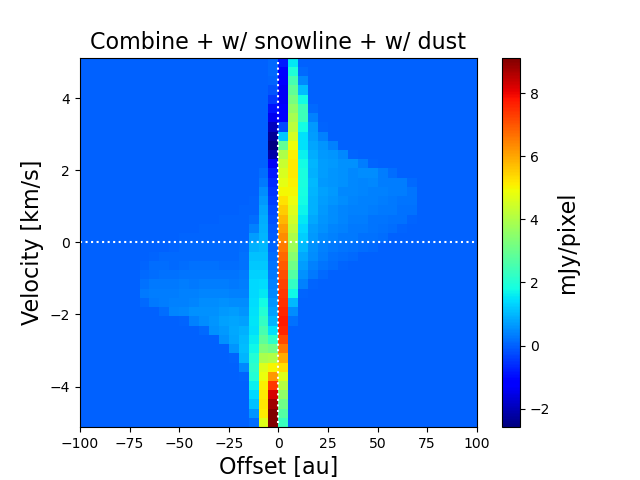 Combine + w/ snowline + w/ dust
4
2
0
−2
−4
Velocity [km/s]
−100 −75 −50 −25 0 25 50 75 100
Offset [au]
8
6
4
2
0
−2
mJy/pixel